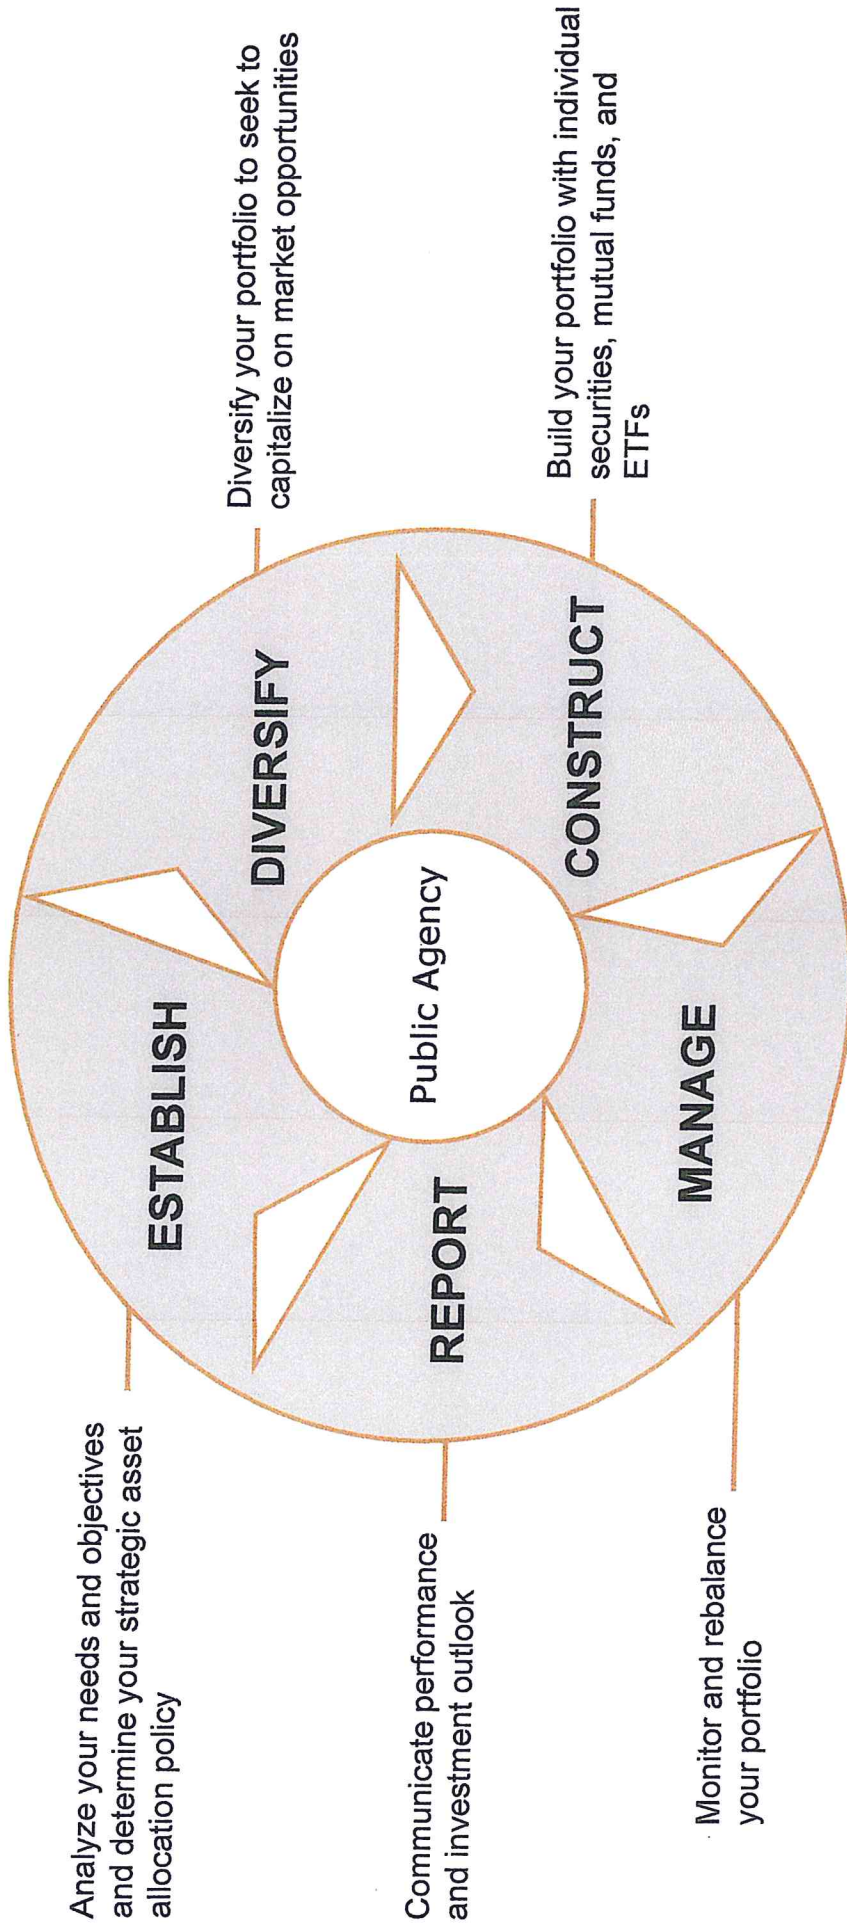 Analyze your needs and objectives
and determine your strategic asset
allocation policy
ESTABLISH
Diversify your portfolio to seek to
capitalize on market opportunities
DIVERSIFY
Public Agency
Communicate performance
and investment outlook
REPORT
Build your portfolio with individual
securities, mutual funds, and
ETFs
CONSTRUCT
Monitor and rebalance
your portfolio
MANAGE